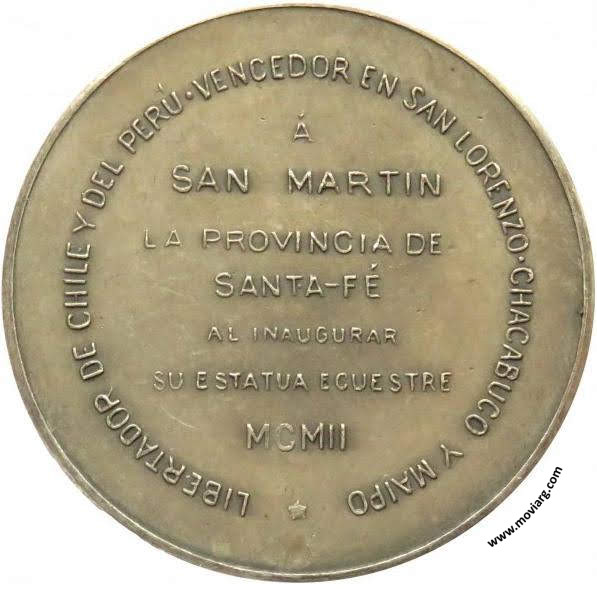 LIBERTADOR DE CHILE Y DEL PERÚ · VENCEDOR EN SAN LORENZO · CHACABUCO Y MAIPO
Á
SAN MARTIN
LA PROVINCIA DE
SANTA-FÉ
AL INAUGURAR
SU ESTATUA ECUESTRE
MCMII
www.moviarg.com